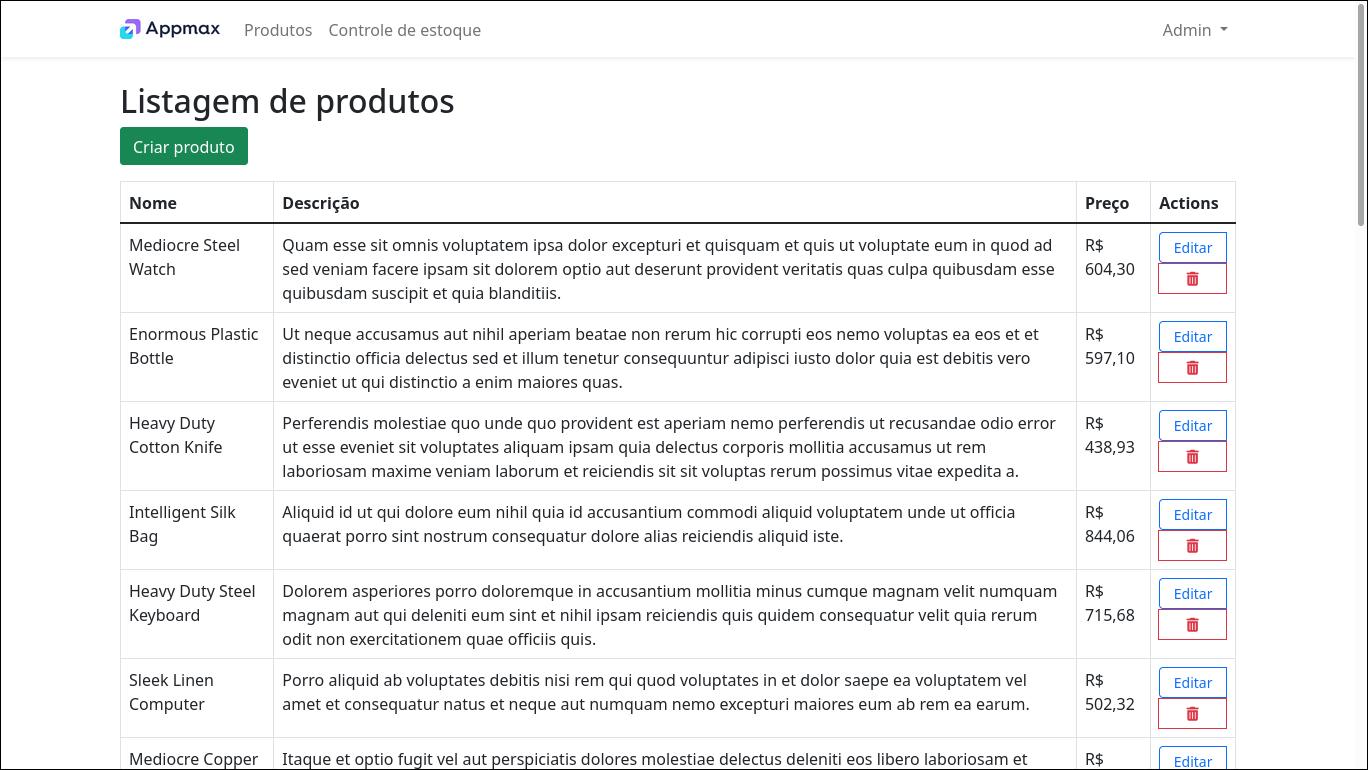 Appmax Produtos Controle de estoque Admin
Listagem de produtos
Criar produto
Nome Descrição Preço Actions
Mediocre Steel Quam esse sit omnis voluptatem ipsa dolor excepturi et quisquam et quis ut voluptate eum in quod ad R$ Editar
Watch sed veniam facere ipsam sit dolorem optio aut deserunt provident veritatis quas culpa quibusdam esse 604,30
quibusdam suscipit et quia blanditiis.
Enormous Plastic Ut neque accusamus aut nihil aperiam beatae non rerum hic corrupti eos nemo voluptas ea eos et et R$ Editar
Bottle distinctio officia delectus sed et illum tenetur consequuntur adipisci iusto dolor quia est debitis vero 597,10
eveniet ut qui distinctio a enim maiores quas.
Heavy Duty Perferendis molestiae quo unde quo provident est aperiam nemo perferendis ut recusandae odio error R$ Editar
Cotton Knife ut esse eveniet sit voluptates aliquam ipsam quia delectus corporis mollitia accusamus ut rem 438,93
laboriosam maxime veniam laborum et reiciendis sit sit voluptas rerum possimus vitae expedita a.
Intelligent Silk Aliquid id ut qui dolore eum nihil quia id accusantium commodi aliquid voluptatem unde ut officia R$ Editar
Bag quaerat porro sint nostrum consequatur dolore alias reiciendis aliquid iste. 844,06
Heavy Duty Steel Dolorem asperiores porro doloremque in accusantium mollitia minus cumque magnam velit numquam R$ Editar
Keyboard magnam aut qui deleniti eum sint et nihil ipsam reiciendis quis quidem consequatur velit quia rerum 715,68
odit non exercitationem quae officiis quis.
Sleek Linen Porro aliquid ab voluptates debitis nisi rem qui quod voluptates in et dolor saepe ea voluptatem vel R$ Editar
Computer amet et consequatur natus et neque aut numquam nemo excepturi maiores eum ab rem ea earum. 502,32
Mediocre Copper Itaque et optio fugit vel aut perspiciatis dolores molestiae delectus deleniti eos libero laboriosam et R$ Editar